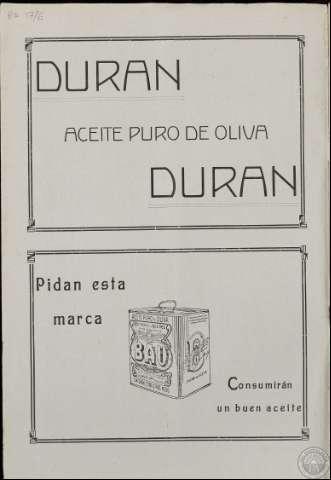 DURAN
ACEITE PURO DE OLIVA
DURAN
Pidan esta
marca
BAU
Consumirán
un buen aceite